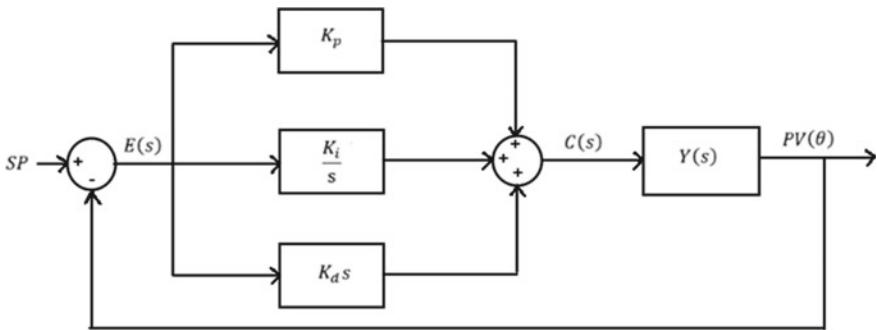 K_p
SP
+
-
E(s)
K_i
s
+
+
+
C(s)
Y(s)
PV(θ)
K_d s